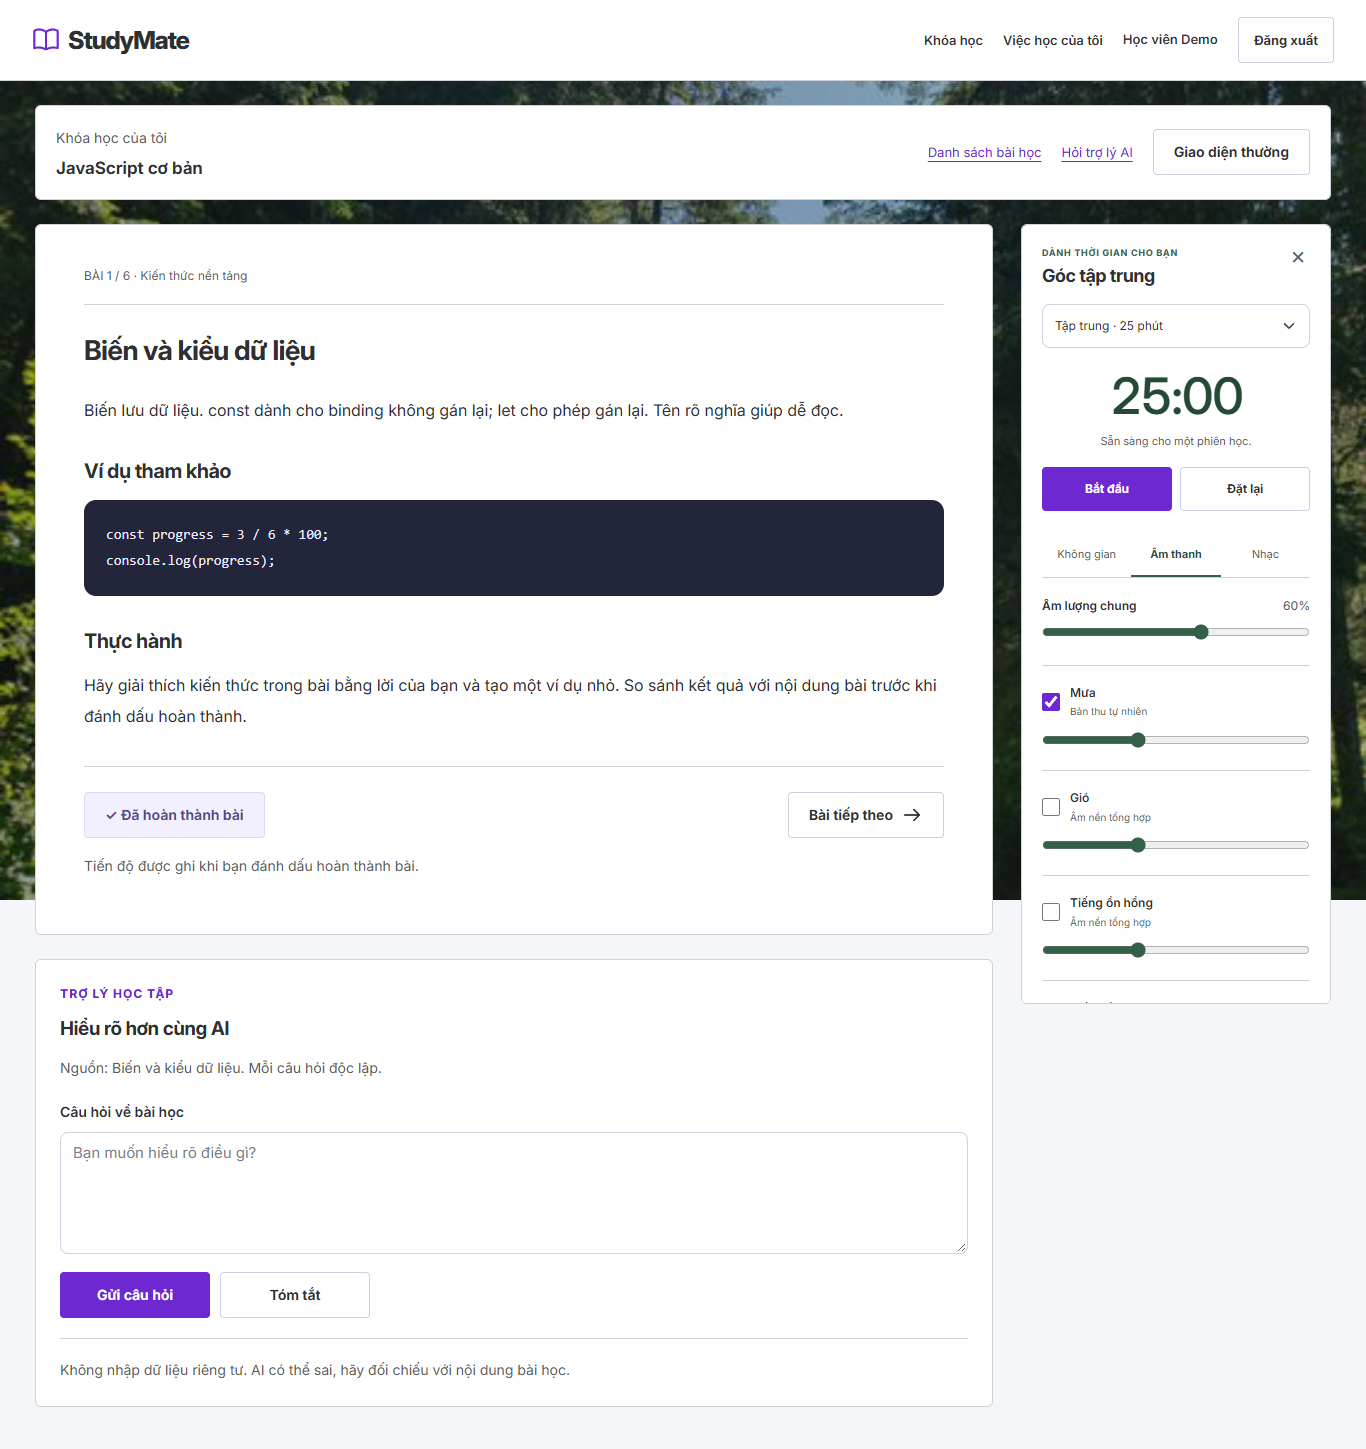 StudyMate
Khóa học
Việc học của tôi
Học viên Demo
Đăng xuất
Khóa học của tôi
JavaScript cơ bản
Danh sách bài học
Hỏi trợ lý AI
Giao diện thường
BÀI 1 / 6 · Kiến thức nền tảng
Biến và kiểu dữ liệu
Biến lưu dữ liệu. const dành cho binding không gán lại; let cho phép gán lại. Tên rõ nghĩa giúp dễ đọc.
Ví dụ tham khảo
const progress = 3 / 6 * 100;
console.log(progress);
Thực hành
Hãy giải thích kiến thức trong bài bằng lời của bạn và tạo một ví dụ nhỏ. So sánh kết quả với nội dung bài trước khi
đánh dấu hoàn thành.
✓ Đã hoàn thành bài
Bài tiếp theo →
Tiến độ được ghi khi bạn đánh dấu hoàn thành bài.
DÀNH THỜI GIAN CHO BẠN
Góc tập trung
Tập trung · 25 phút
25:00
Sẵn sàng cho một phiên học.
Bắt đầu
Đặt lại
Không gian
Âm thanh
Nhạc
Âm lượng chung
60%
Mưa
Bản thu tự nhiên
Gió
Âm nền tổng hợp
Tiếng ồn hồng
Âm nền tổng hợp
TRỢ LÝ HỌC TẬP
Hiểu rõ hơn cùng AI
Nguồn: Biến và kiểu dữ liệu. Mỗi câu hỏi độc lập.
Câu hỏi về bài học
Bạn muốn hiểu rõ điều gì?
Gửi câu hỏi
Tóm tắt
Không nhập dữ liệu riêng tư. AI có thể sai, hãy đối chiếu với nội dung bài học.